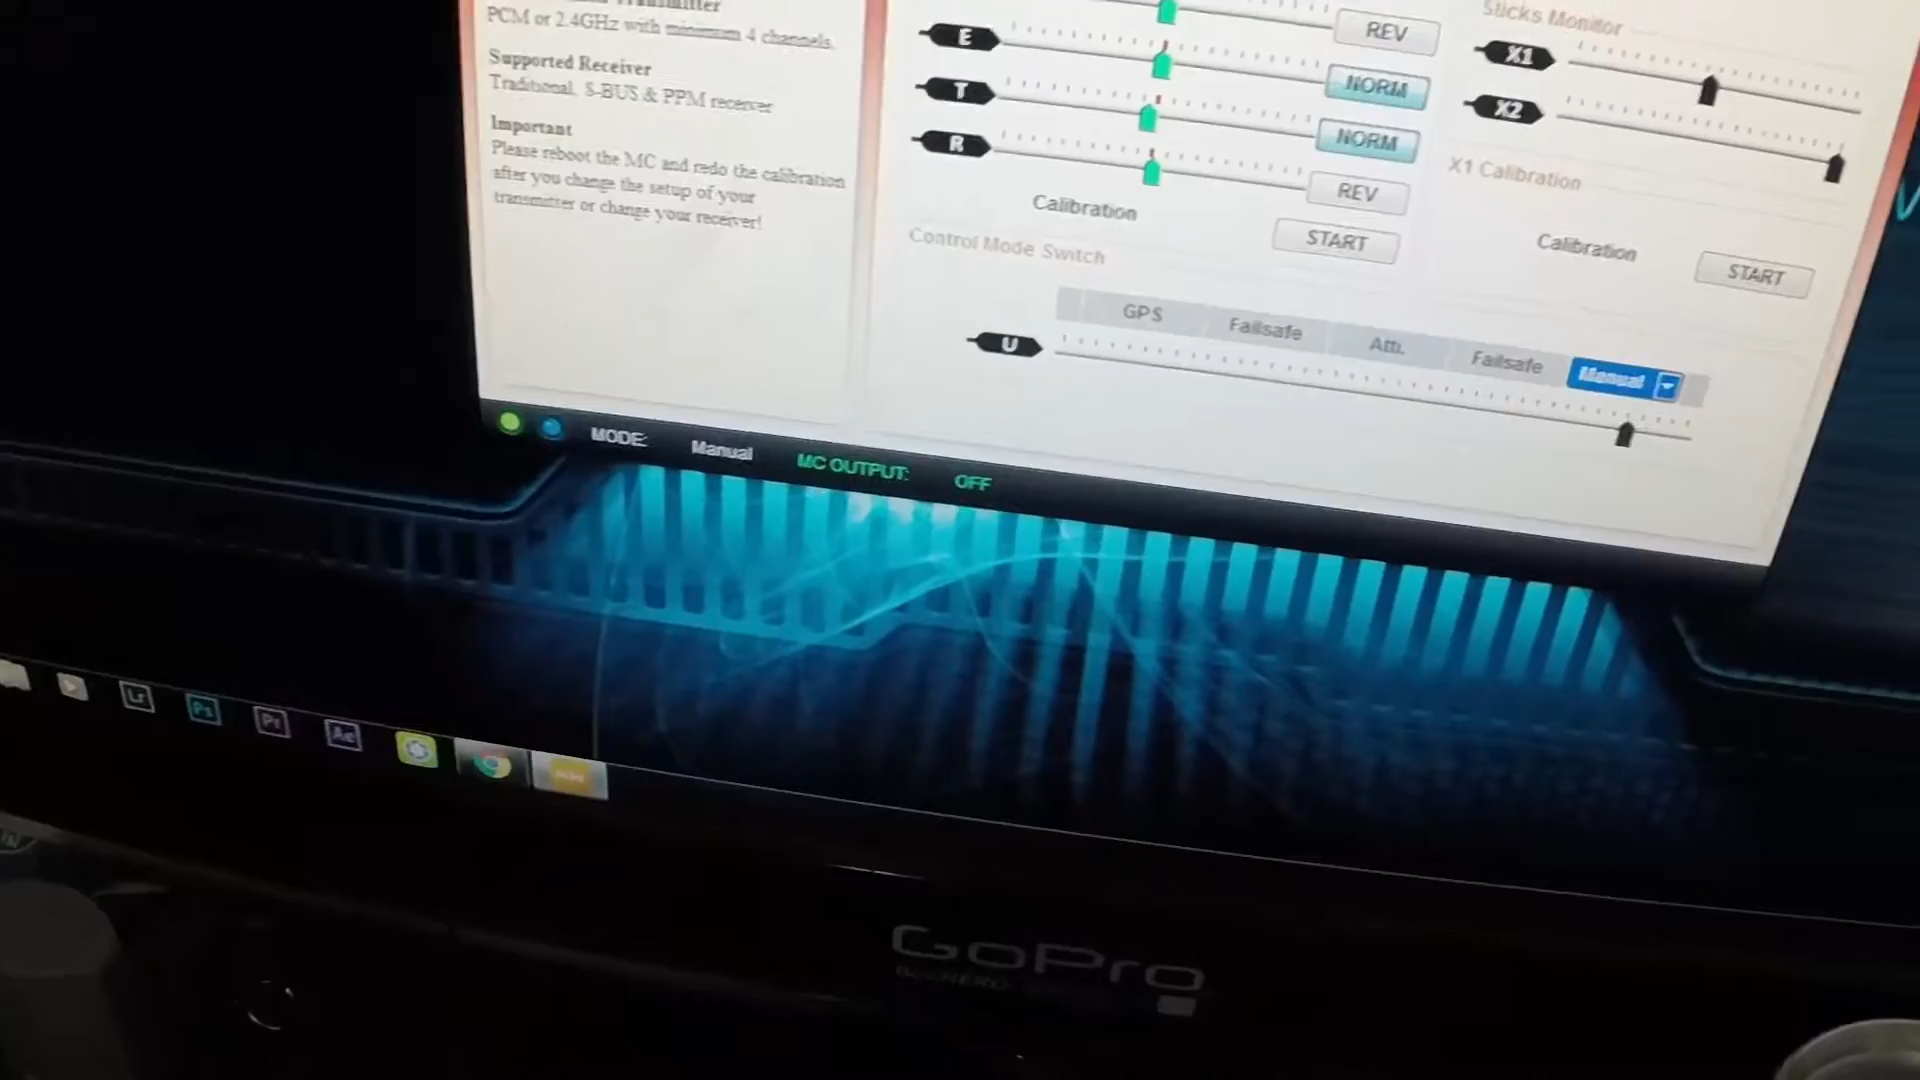 Transmitter
PCM or 2.4GHz with minimum 4 channels.
Supported Receiver
Traditional, S-BUS & PPM receiver
Important
Please reboot the MC and redo the calibration
after you change the setup of your
transmitter or change your receiver!
REV
E
NORM
T
NORM
R
REV
Calibration
START
Control Mode Switch
GPS
Failsafe
Atti.
Failsafe
Manual
U
Sticks Monitor
X1
X2
X1 Calibration
Calibration
START
MODE:
Manual
MC OUTPUT:
OFF
Lr
Ps
Pr
Ae
GoPro
IN